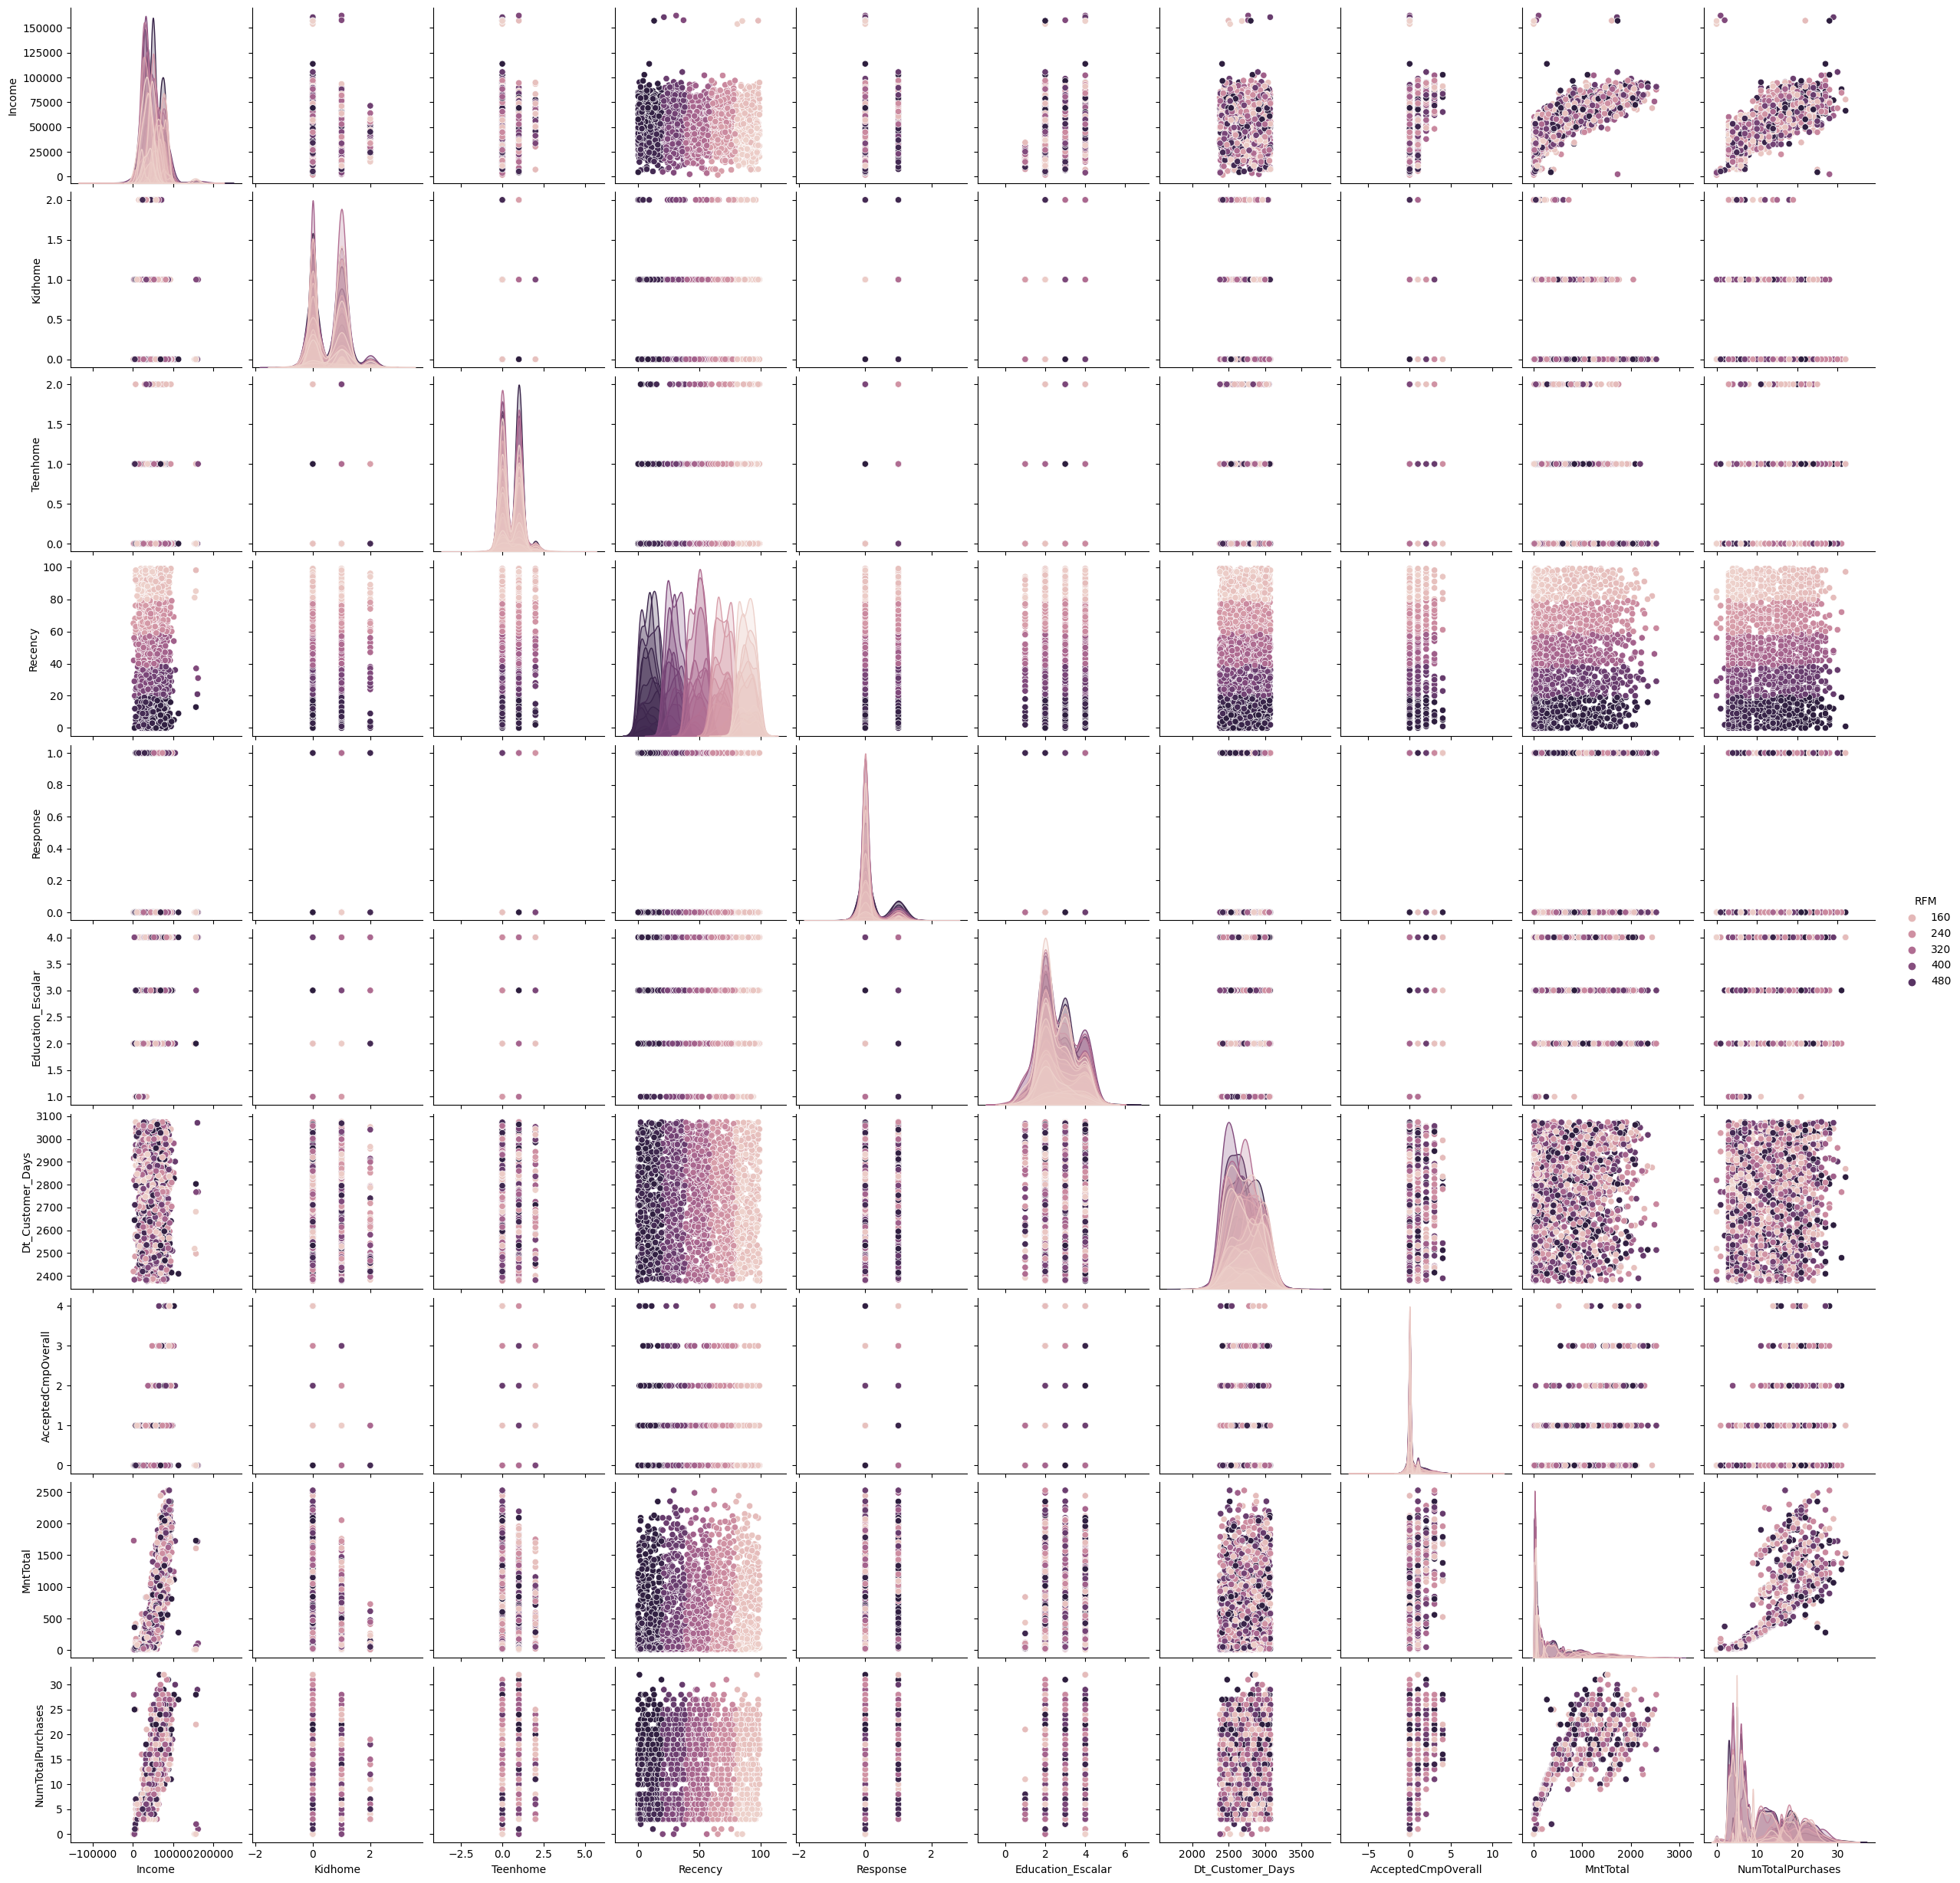 150000
125000
100000
75000
50000
25000
0
Income
2.0
1.5
1.0
0.5
0.0
Kidhome
2.0
1.5
1.0
0.5
0.0
Teenhome
100
80
60
40
20
0
Recency
1.0
0.8
0.6
0.4
0.2
0.0
Response
RFM
160
240
320
400
480
4.0
3.5
3.0
2.5
2.0
1.5
1.0
Education_Escalar
3100
3000
2900
2800
2700
2600
2500
2400
Dt_Customer_Days
4
3
2
1
0
AcceptedCmpOverall
2500
2000
1500
1000
500
0
MntTotal
30
25
20
15
10
5
0
NumTotalPurchases
−100000 0 100000 200000
Income
−2 0 2
Kidhome
−2.5 0.0 2.5 5.0
Teenhome
0 50 100
Recency
−2 0 2
Response
0 2 4 6
Education_Escalar
2000 2500 3000 3500
Dt_Customer_Days
−5 0 5 10
AcceptedCmpOverall
0 1000 2000 3000
MntTotal
0 10 20 30
NumTotalPurchases